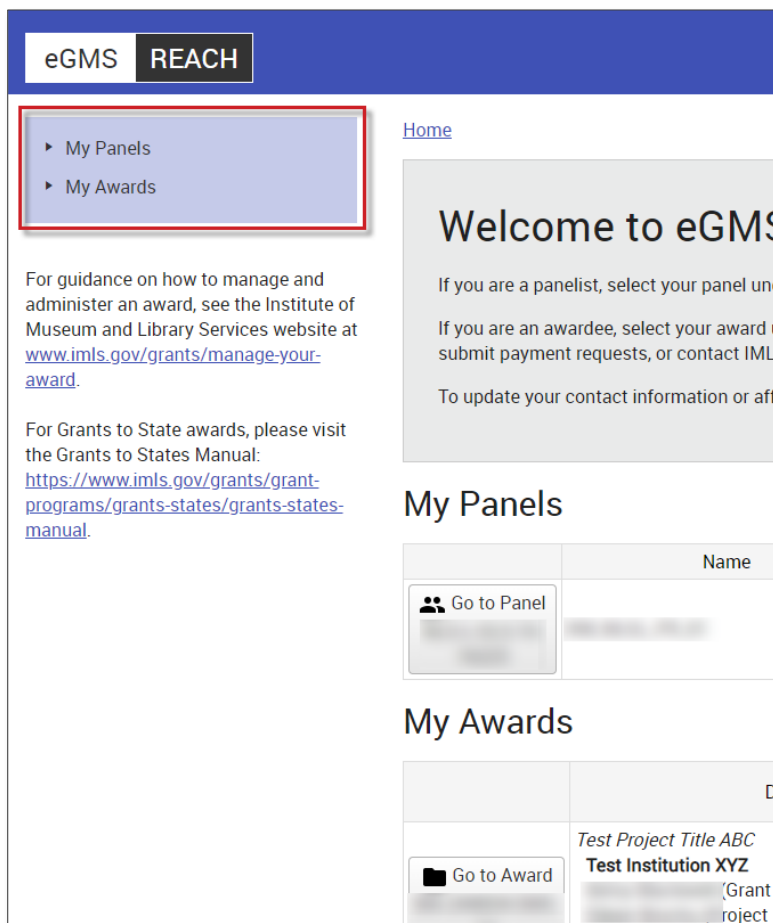 eGMS REACH
My Panels
My Awards
For guidance on how to manage and
administer an award, see the Institute of
Museum and Library Services website at
www.imls.gov/grants/manage-your-
award.
For Grants to State awards, please visit
the Grants to States Manual:
https://www.imls.gov/grants/grant-
programs/grants-states/grants-states-
manual.
Home
Welcome to eGMS
If you are a panelist, select your panel un
If you are an awardee, select your award
submit payment requests, or contact IML
To update your contact information or aff
My Panels
Name
Go to Panel
My Awards
D
Go to Award
Test Project Title ABC
Test Institution XYZ
(Grant
roject